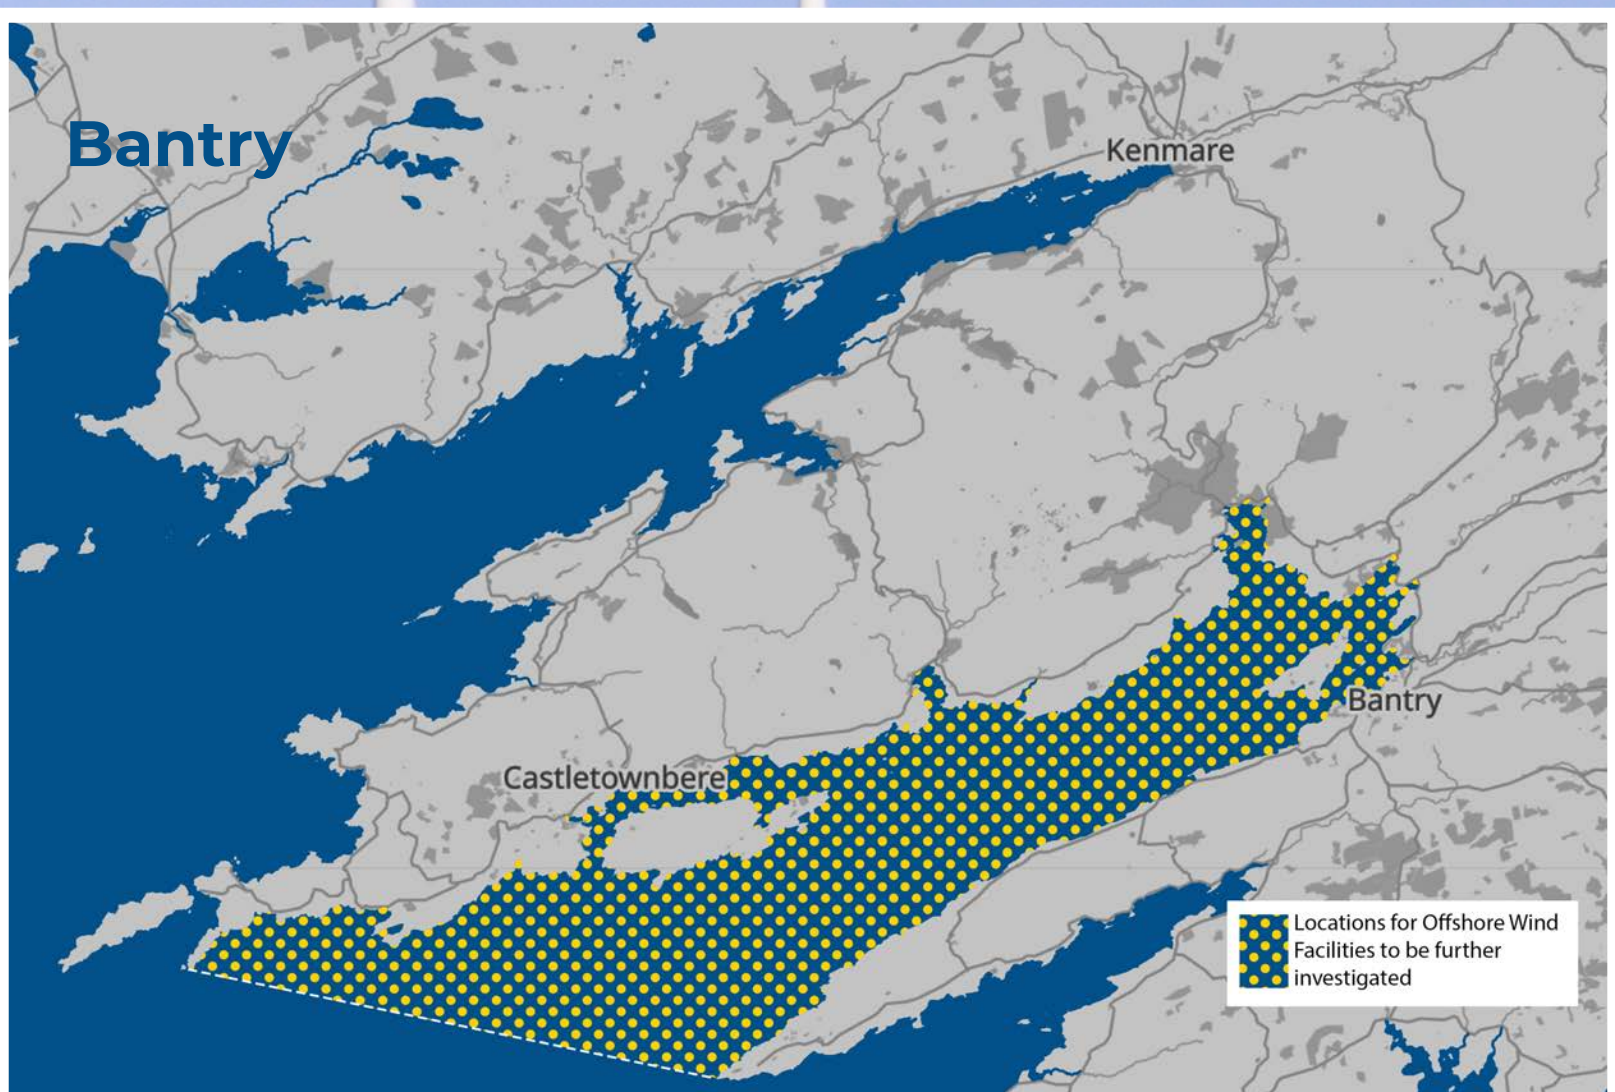 Bantry
Kenmare
Bantry
Castletownbere
Locations for Offshore Wind
Facilities to be further
investigated